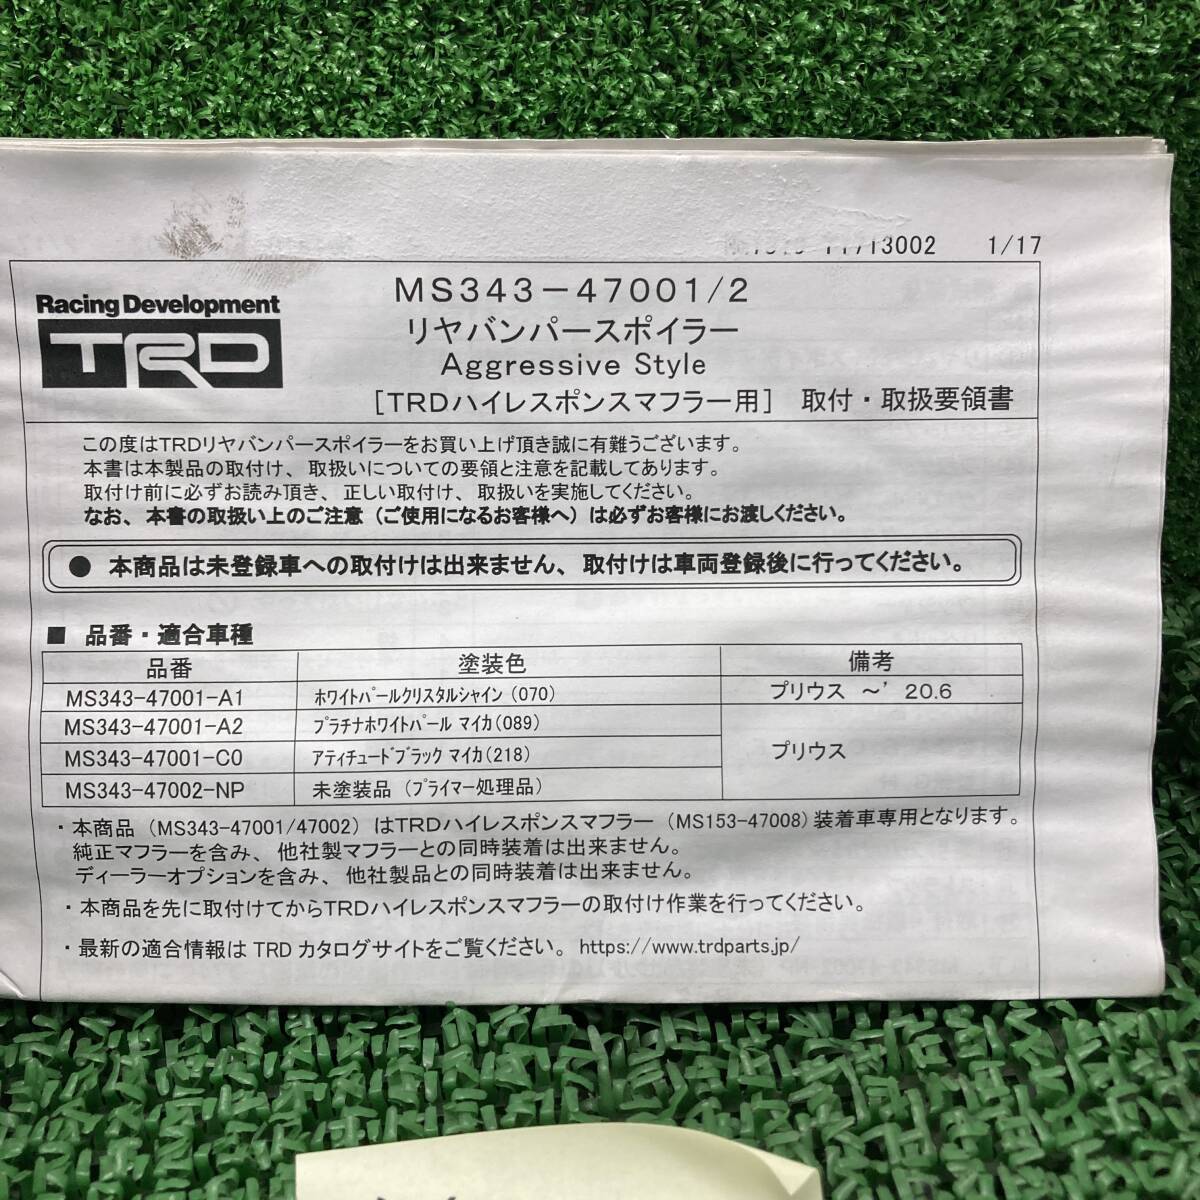 13002 1/17
Racing Development
TRD
MS343-47001/2
リヤバンパースポイラー
Aggressive Style
[TRDハイレスポンスマフラー用] 取付・取扱要領書
この度はTRDリヤバンパースポイラーをお買い上げ頂き誠に有難うございます。
本書は本製品の取付け、取扱いについての要領と注意を記載してあります。
取付け前に必ずお読み頂き、正しい取付け、取扱いを実施してください。
なお、本書の取扱い上のご注意（ご使用になるお客様へ）は必ずお客様にお渡しください。
● 本商品は未登録車への取付けは出来ません、取付けは車両登録後に行ってください。
■ 品番・適合車種
品番 塗装色 備考
MS343-47001-A1 ﾎﾜｲﾄﾊﾟｰﾙｸﾘｽﾀﾙｼｬｲﾝ(070) プリウス ～’20.6
MS343-47001-A2 ﾌﾟﾗﾁﾅﾎﾜｲﾄﾊﾟｰﾙ ﾏｲｶ(089)
MS343-47001-C0 ｱﾃｨﾁｭｰﾄﾞﾌﾞﾗｯｸ ﾏｲｶ(218) プリウス
MS343-47002-NP 未塗装品（ﾌﾟﾗｲﾏｰ処理品）
・本商品（MS343-47001/47002）はTRDハイレスポンスマフラー（MS153-47008)装着車専用となります。
純正マフラーを含み、他社製マフラーとの同時装着は出来ません。
ディーラーオプションを含み、他社製品との同時装着は出来ません。
・本商品を先に取付けてからTRDハイレスポンスマフラーの取付け作業を行ってください。
・最新の適合情報は TRD カタログサイトをご覧ください。https://www.trdparts.jp/